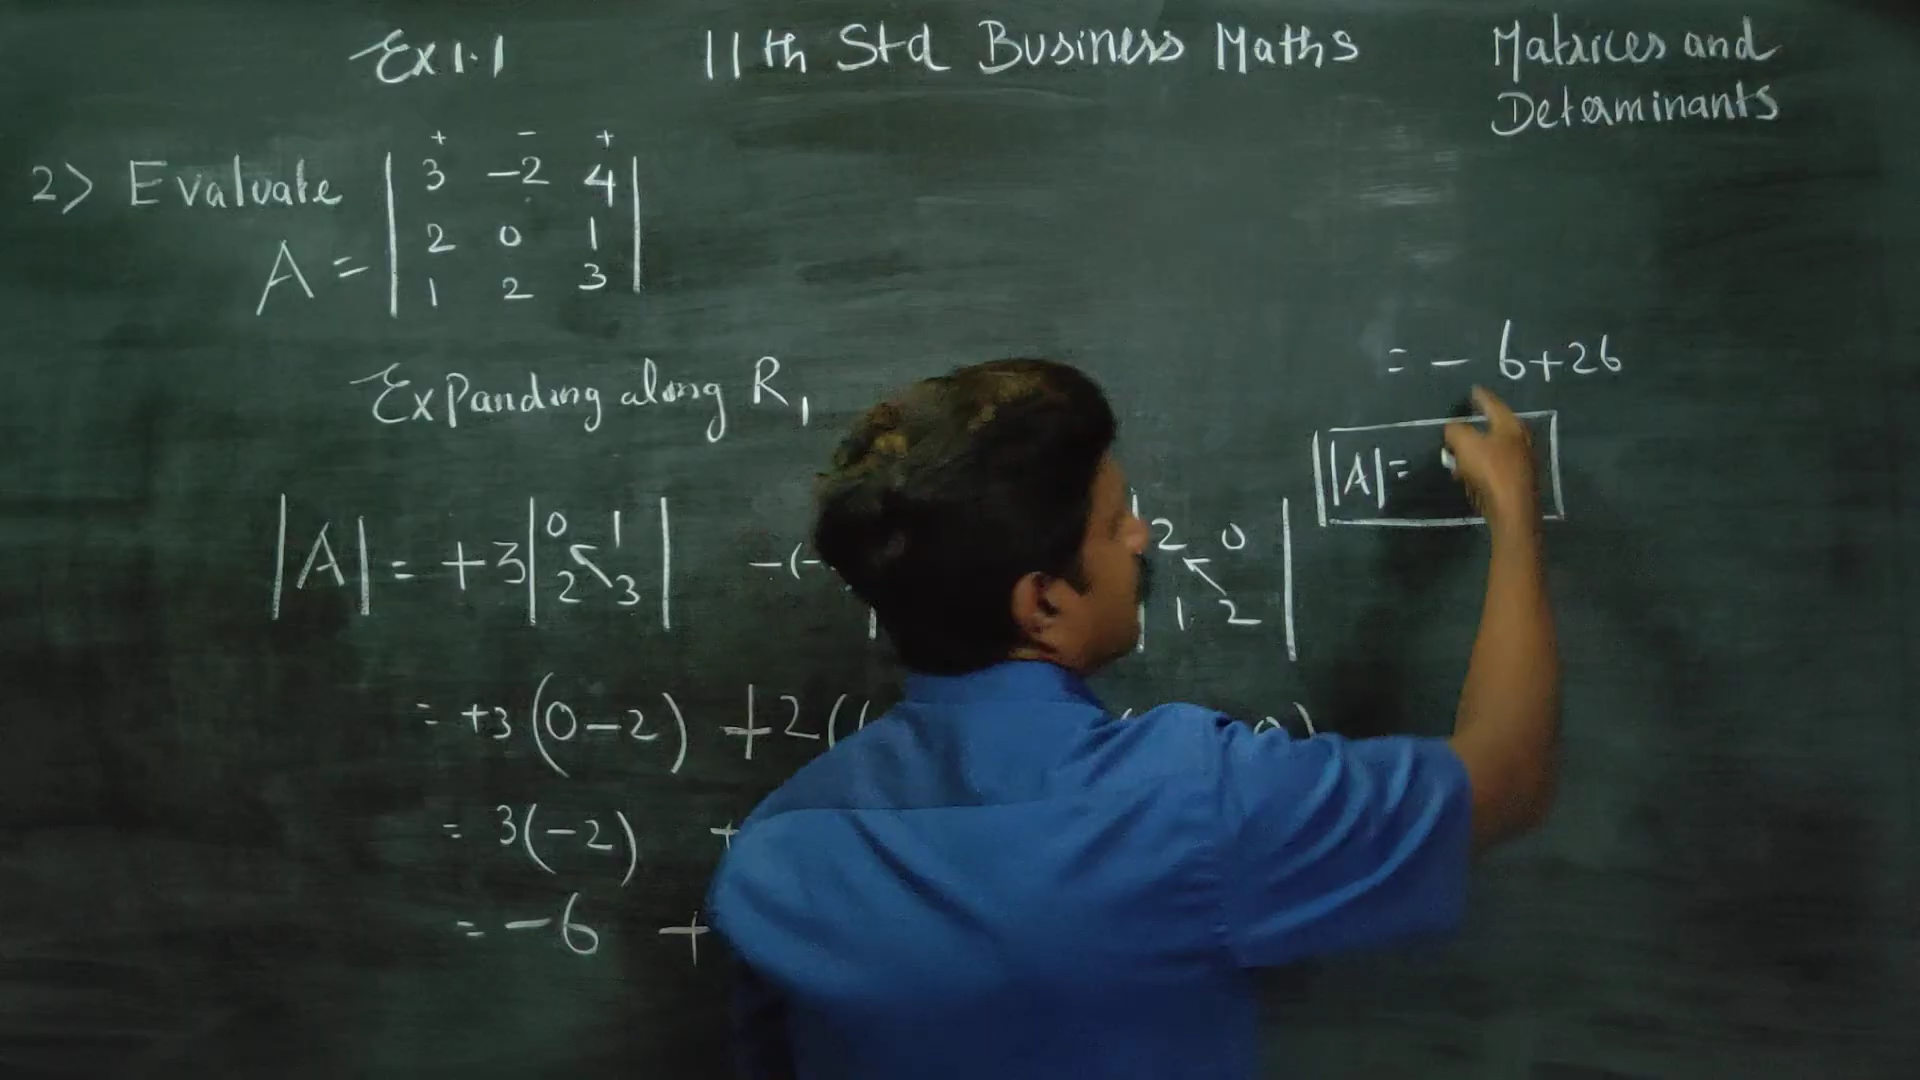 Ex 1.1 11th Std Business Maths Matrices and Determinants
2) Evaluate
A = | 3 -2 4 |
+ - +
2 0 1
1 2 3
Expanding along R1
|A| = +3 | 0 1 | -(- | 2 0 |
2 3 1 2
= +3 (0-2) +2( 0)
= 3(-2) +
= -6 +
= - 6+26
|A| =